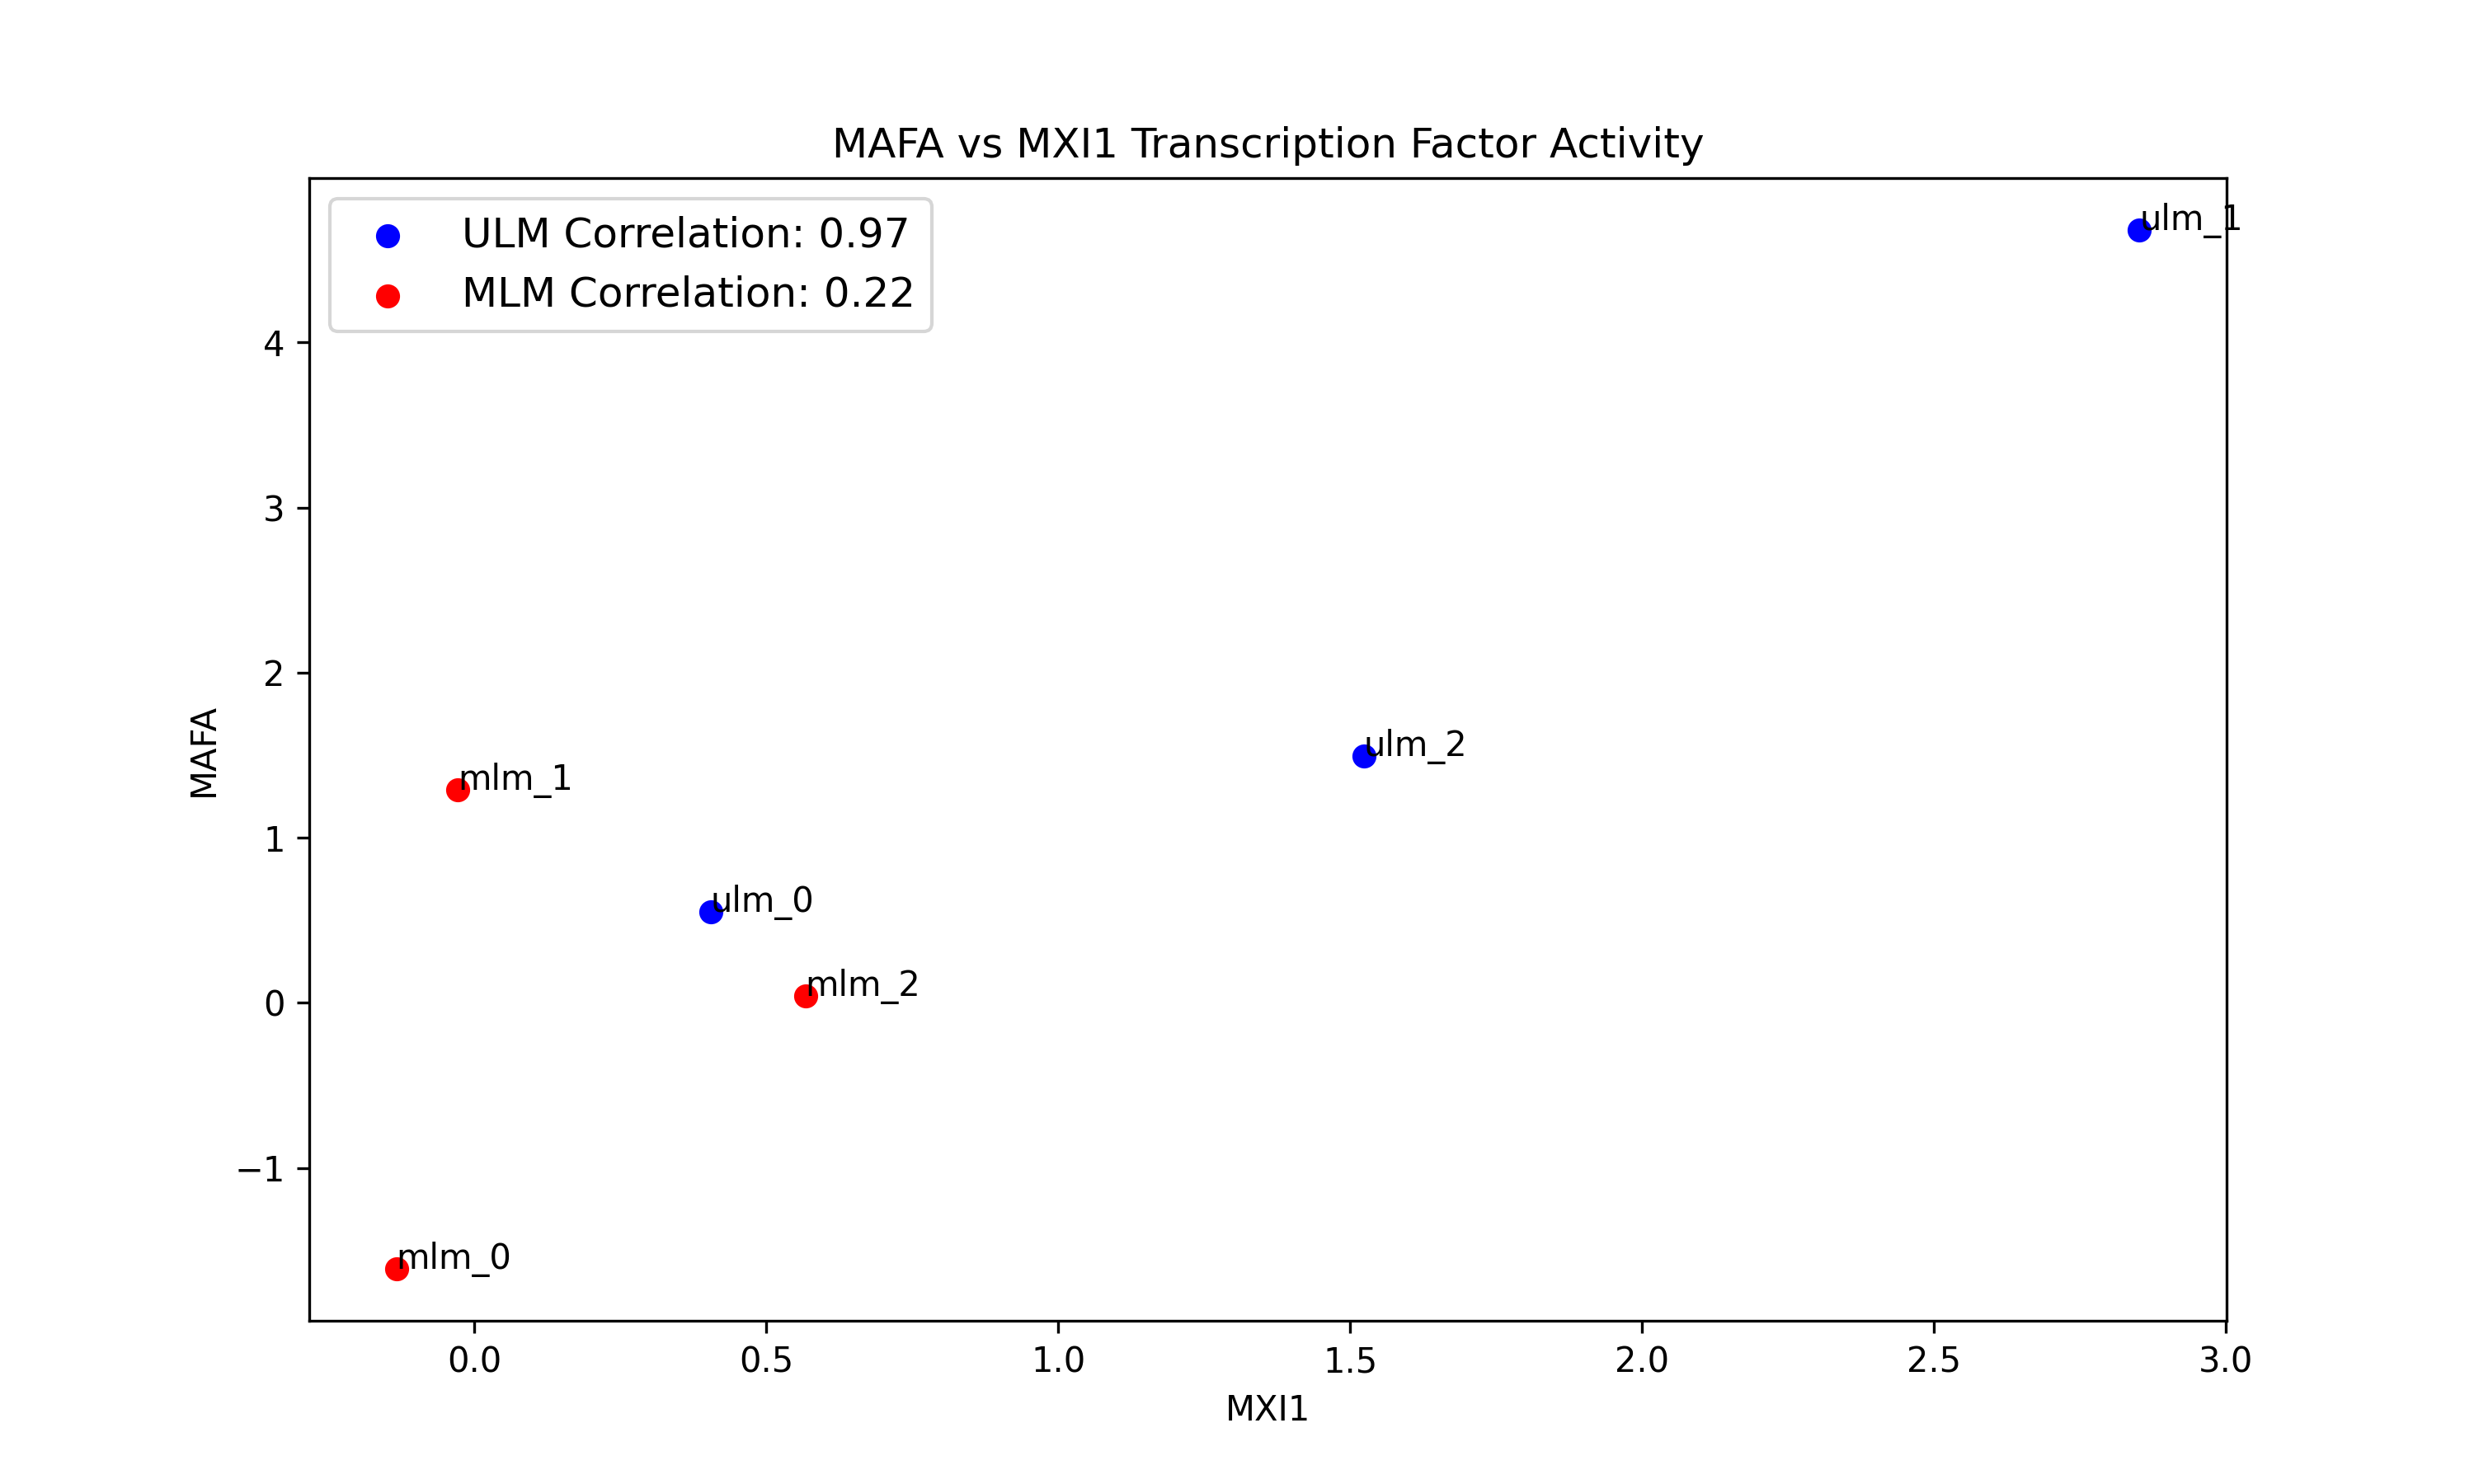 MAFA vs MXI1 Transcription Factor Activity
ULM Correlation: 0.97
MLM Correlation: 0.22
ulm_1
4
3
2
ulm_2
MAFA
mlm_1
1
ulm_0
mlm_2
0
−1
mlm_0
0.0 0.5 1.0 1.5 2.0 2.5 3.0
MXI1